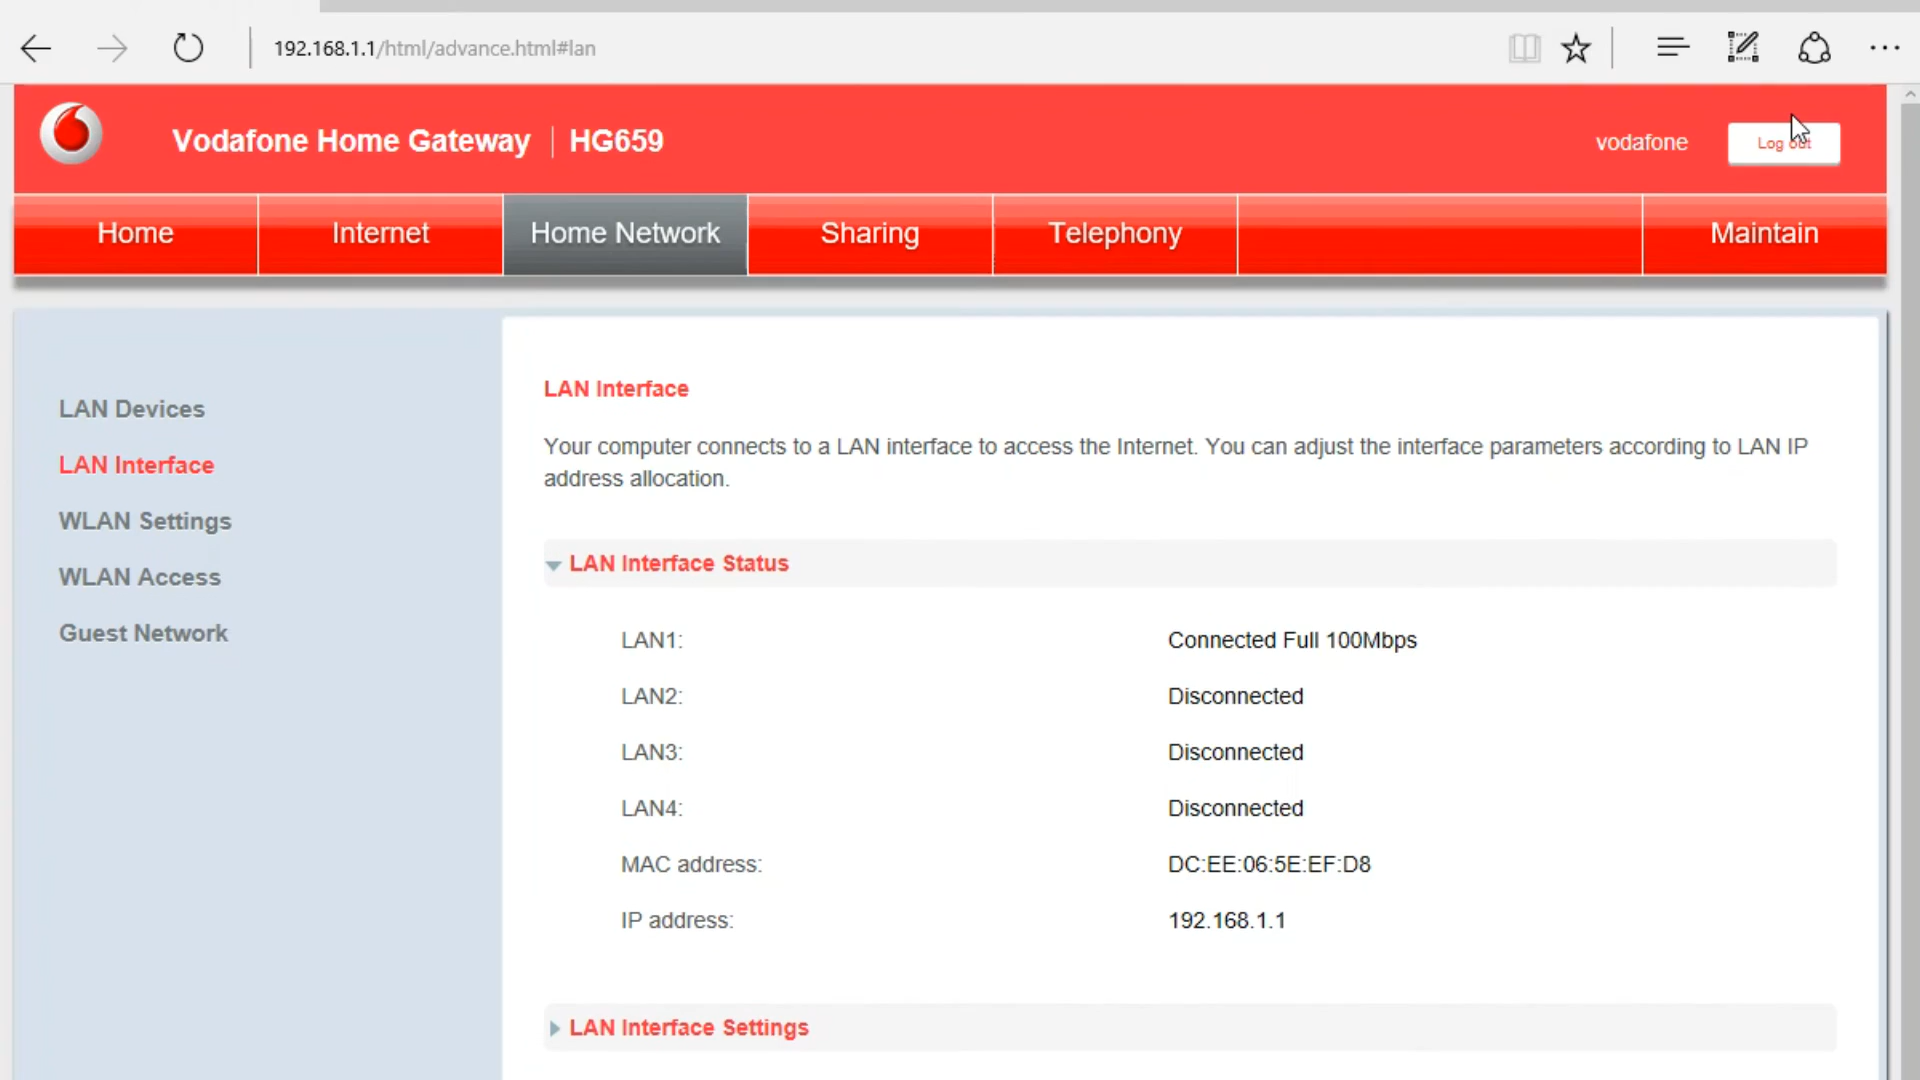 192.168.1.1/html/advance.html#lan
Vodafone Home Gateway | HG659
vodafone
Log out
Home
Internet
Home Network
Sharing
Telephony
Maintain
LAN Devices
LAN Interface
WLAN Settings
WLAN Access
Guest Network
LAN Interface
Your computer connects to a LAN interface to access the Internet. You can adjust the interface parameters according to LAN IP
address allocation.
LAN Interface Status
LAN1: Connected Full 100Mbps
LAN2: Disconnected
LAN3: Disconnected
LAN4: Disconnected
MAC address: DC:EE:06:5E:EF:D8
IP address: 192.168.1.1
LAN Interface Settings